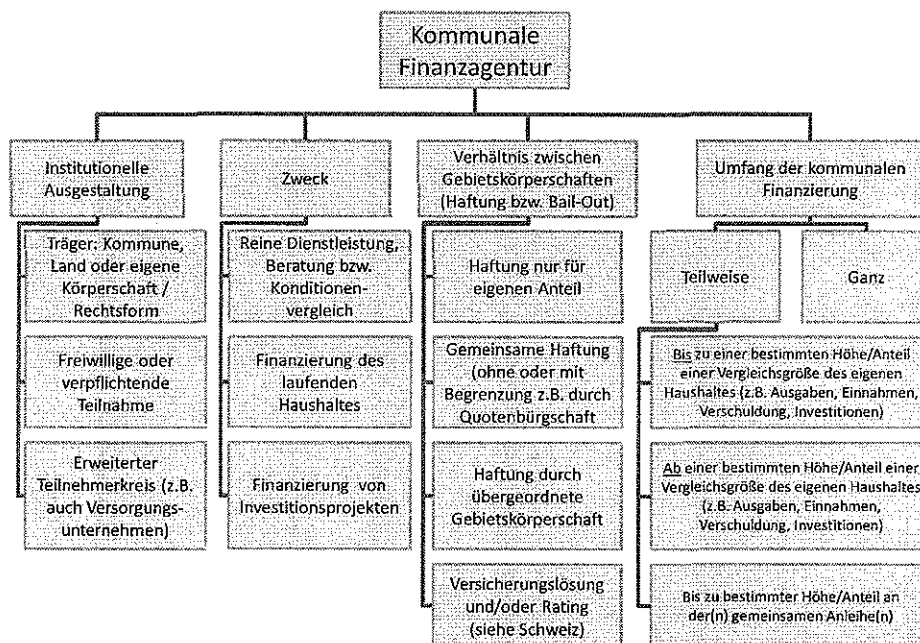 Kommunale
Finanzagentur
Institutionelle
Ausgestaltung
Träger: Kommune,
Land oder eigene
Körperschaft /
Rechtsform
Freiwillige oder
verpflichtende
Teilnahme
Erweiterter
Teilnehmerkreis (z.B.
auch Versorgungs-
unternehmen)
Zweck
Reine Dienstleistung,
Beratung bzw.
Konditionen-
vergleich
Finanzierung des
laufenden
Haushaltes
Finanzierung von
Investitionsprojekten
Verhältnis zwischen
Gebietskörperschaften
(Haftung bzw. Bail-Out)
Haftung nur für
eigenen Anteil
Gemeinsame Haftung
(ohne oder mit
Begrenzung z.B. durch
Quotenbürgschaft
Haftung durch
übergeordnete
Gebietskörperschaft
Versicherungslösung
und/oder Rating
(siehe Schweiz)
Umfang der kommunalen
Finanzierung
Teilweise
Ganz
Bis zu einer bestimmten Höhe/Anteil
einer Vergleichsgröße des eigenen
Haushaltes (z.B. Ausgaben, Einnahmen,
Verschuldung, Investitionen)
Ab einer bestimmten Höhe/Anteil einer
Vergleichsgröße des eigenen Haushaltes
(z.B. Ausgaben, Einnahmen,
Verschuldung, Investitionen)
Bis zu bestimmter Höhe/Anteil an
der(n) gemeinsamen Anleihe(n)